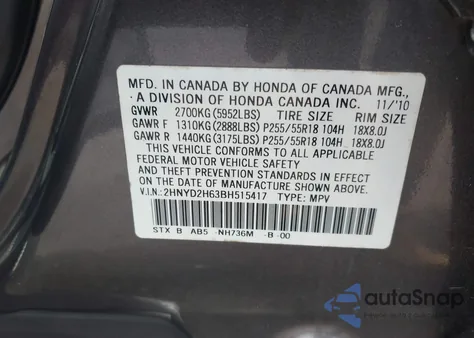 MFD. IN CANADA BY HONDA OF CANADA MFG.,
A DIVISION OF HONDA CANADA INC. 11/'10
GVWR 2700KG (5952LBS) TIRE SIZE RIM SIZE
GAWR F 1310KG (2888LBS) P255/55R18 104H 18X8.0J
GAWR R 1440KG (3175LBS) P255/55R18 104H 18X8.0J
THIS VEHICLE CONFORMS TO ALL APPLICABLE
FEDERAL MOTOR VEHICLE SAFETY
AND THEFT PREVENTION STANDARDS IN EFFECT
ON THE DATE OF MANUFACTURE SHOWN ABOVE.
V.I.N.: 2HNYD2H63BH515417 TYPE: MPV
STX B AB5 NH736M -B -00
autoSnap